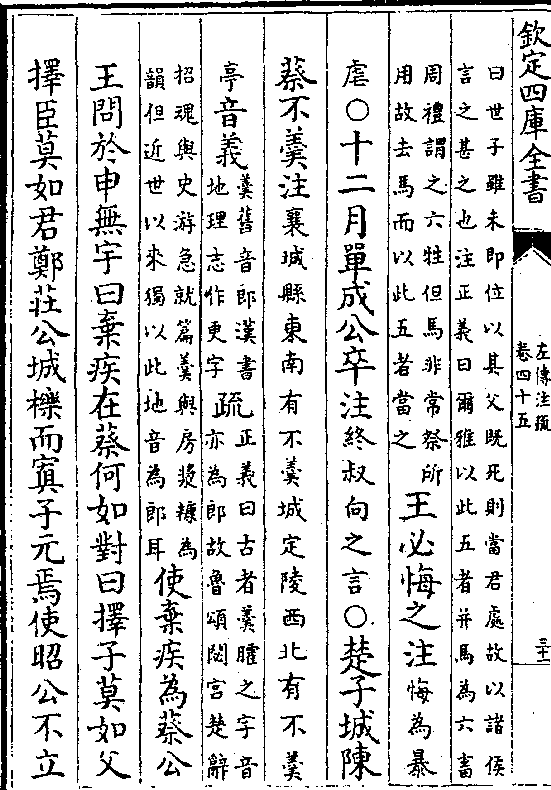 欽定四庫全書
左傳注疏
卷四十五
三十二
曰世子雖未即位以其父既死則當君處故以諸侯
言之甚之也注正義曰爾雅以此五者并馬為六畜
周禮謂之六牲但馬非常祭所
用故去馬而以此五者當之
王必悔之注悔為暴
虐○十二月單成公卒注終叔向之言○楚子城陳
蔡不羹注襄城縣東南有不羹城定陵西北有不羹
亭音義羹舊音郎漢書
地理志作更字
疏正義曰古者羹臛之字音
亦為郎故魯頌閟宮楚辭
招魂與史游急就篇羹與房漿糠為
韻但近世以來獨以此地音為郎耳
使棄疾為蔡公
王問於申無宇曰棄疾在蔡何如對曰擇子莫如父
擇臣莫如君鄭莊公城櫟而寘子元焉使昭公不立